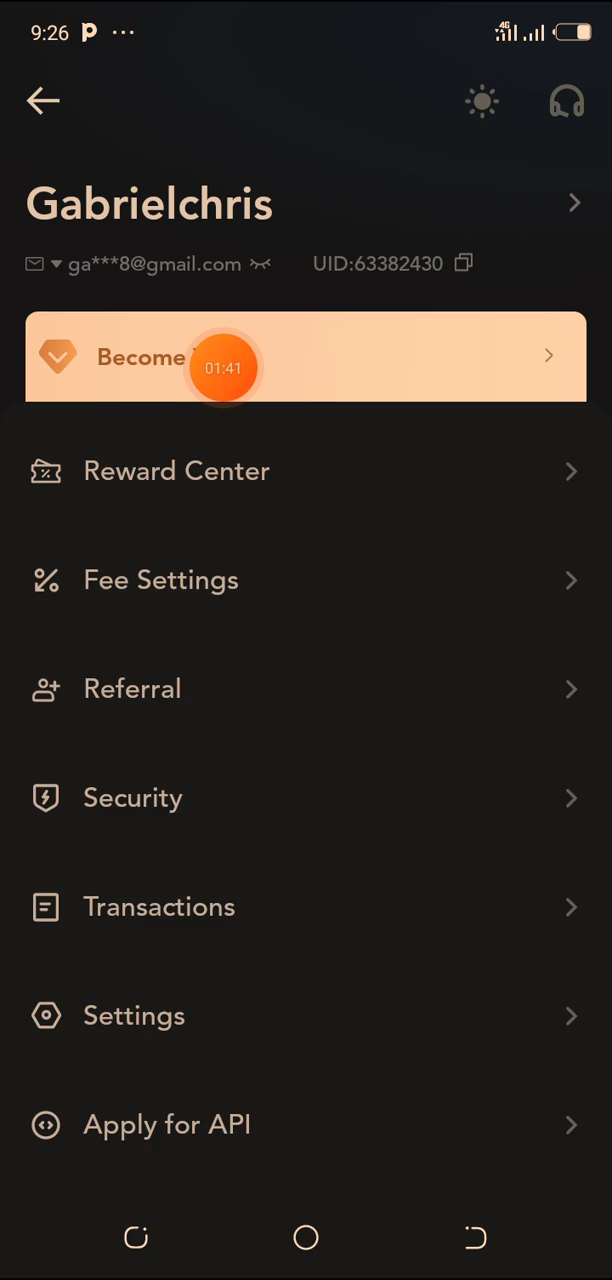 9:26
4G
Gabrielchris
ga***8@gmail.com UID:63382430
Become
01:41
Reward Center
Fee Settings
Referral
Security
Transactions
Settings
Apply for API